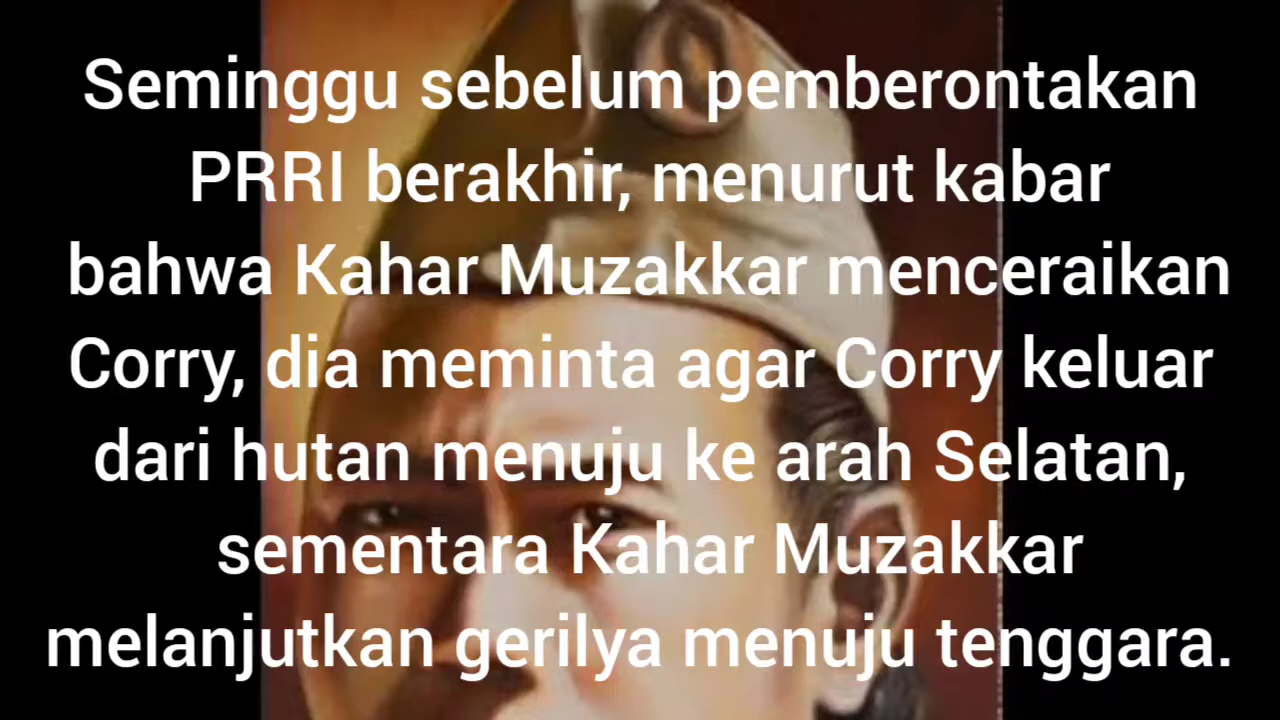 Seminggu sebelum pemberontakan
PRRI berakhir, menurut kabar
bahwa Kahar Muzakkar menceraikan
Corry, dia meminta agar Corry keluar
dari hutan menuju ke arah Selatan,
sementara Kahar Muzakkar
melanjutkan gerilya menuju tenggara.